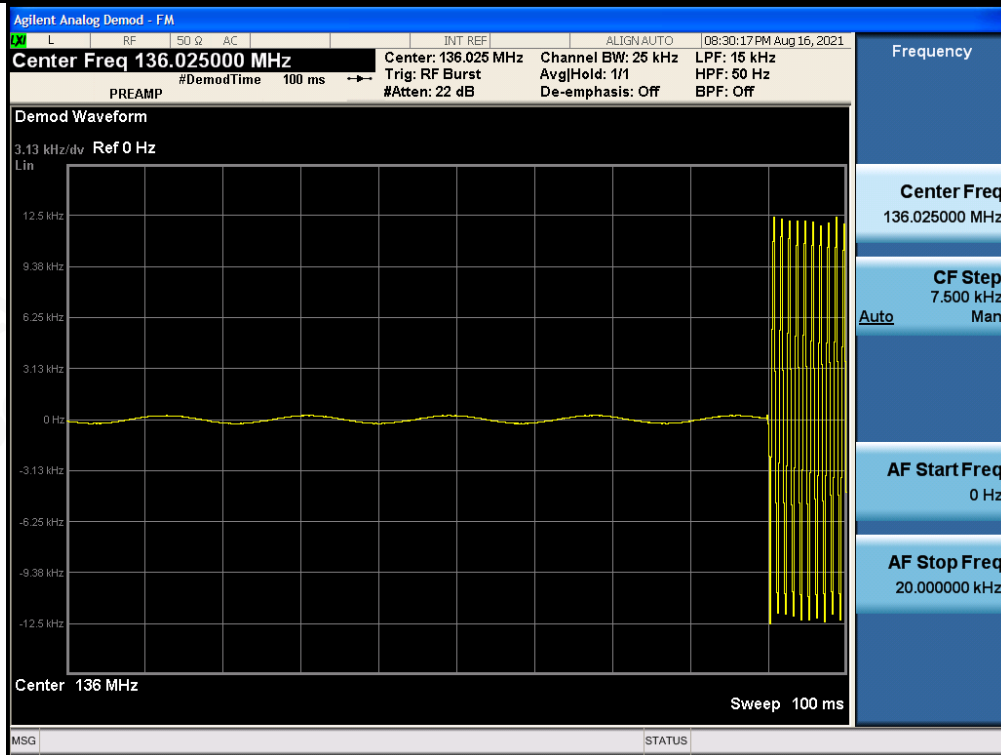 Agilent Analog Demod - FM
LXI L RF 50 Ω AC INT REF ALIGN AUTO 08:30:17 PM Aug 16, 2021
Center Freq 136.025000 MHz
#DemodTime 100 ms
PREAMP
Center: 136.025 MHz Channel BW: 25 kHz LPF: 15 kHz
Trig: RF Burst Avg|Hold: 1/1 HPF: 50 Hz
#Atten: 22 dB De-emphasis: Off BPF: Off
Demod Waveform
3.13 kHz/dv Ref 0 Hz
Lin
12.5 kHz
9.38 kHz
6.25 kHz
3.13 kHz
0 Hz
-3.13 kHz
-6.25 kHz
-9.38 kHz
-12.5 kHz
Center 136 MHz
Sweep 100 ms
MSG STATUS
Frequency
Center Freq
136.025000 MHz
CF Step
7.500 kHz
Auto Man
AF Start Freq
0 Hz
AF Stop Freq
20.000000 kHz